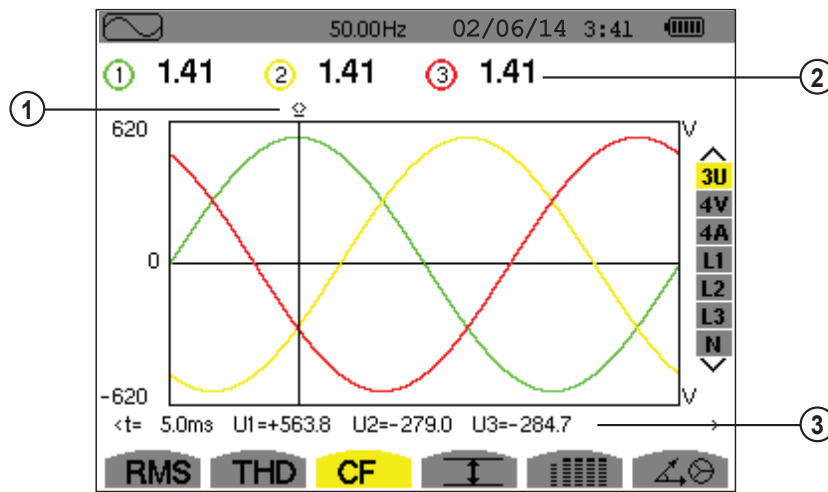 50.00Hz 02/06/14 3:41
1 1.41 2 1.41 3 1.41
2
1
620 V
3U
4V
4A
0
L1
L2
L3
N
-620 V
<t= 5.0ms U1=+563.8 U2=-279.0 U3=-284.7 >
3
RMS THD CF